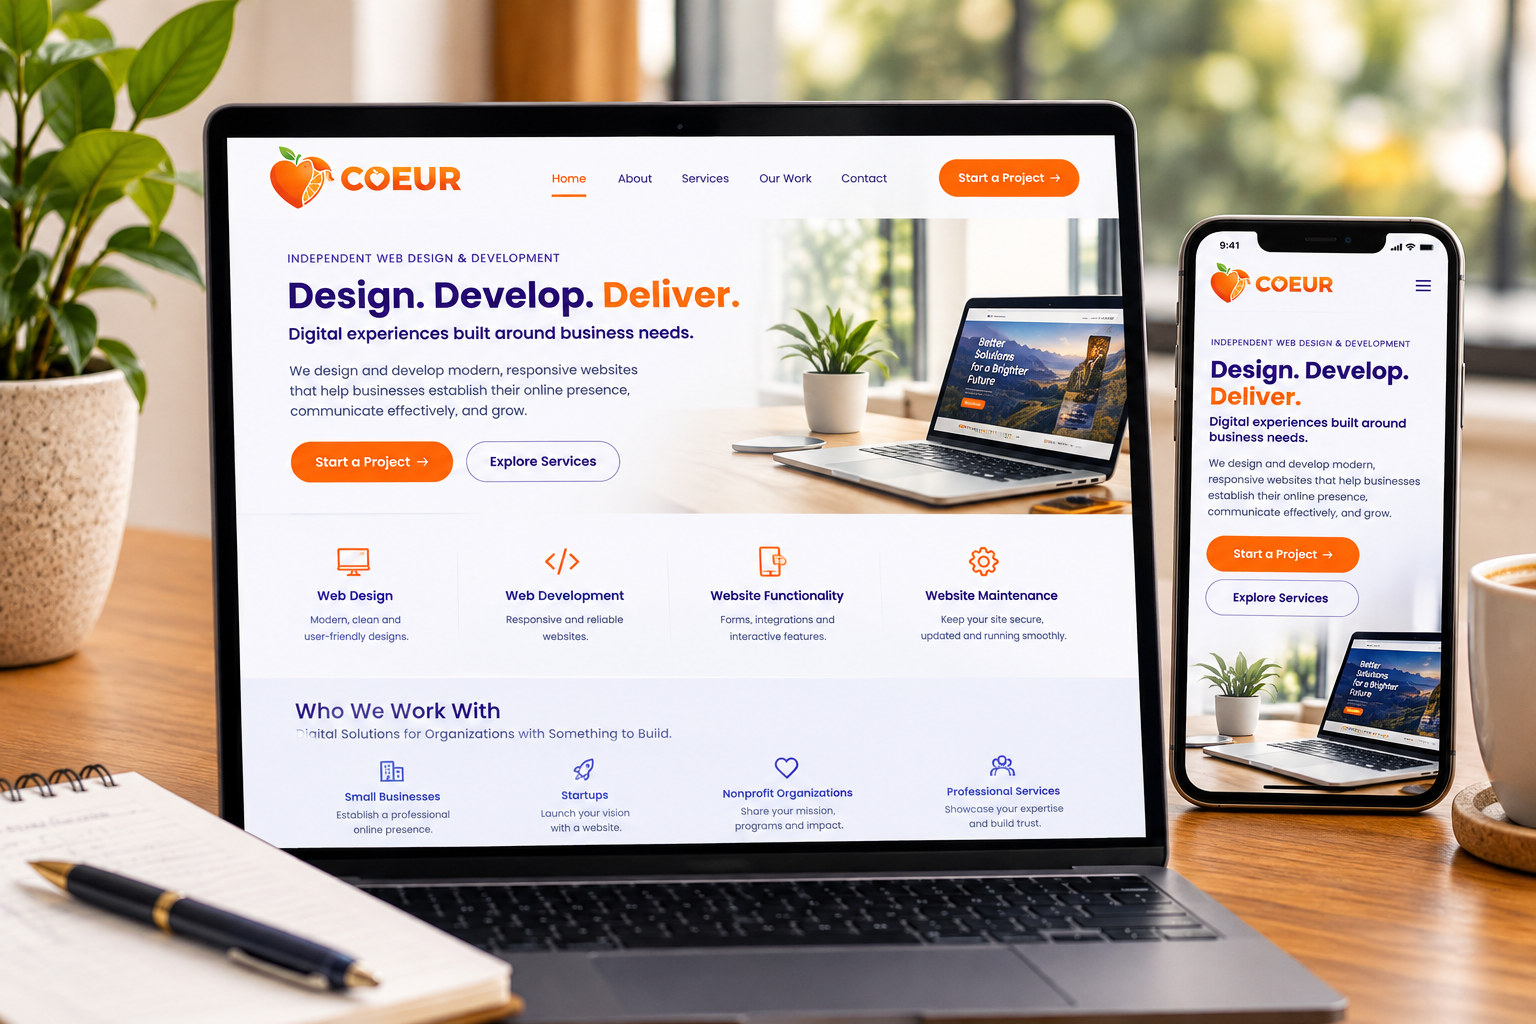 COEUR
Home About Services Our Work Contact
Start a Project →
INDEPENDENT WEB DESIGN & DEVELOPMENT
Design. Develop. Deliver.
Digital experiences built around business needs.
We design and develop modern, responsive websites
that help businesses establish their online presence,
communicate effectively, and grow.
Start a Project →
Explore Services
Better
Solutions
for a Brighter
Future
Web Design
Modern, clean and
user-friendly designs.
</>
Web Development
Responsive and reliable
websites.
Website Functionality
Forms, integrations and
interactive features.
Website Maintenance
Keep your site secure,
updated and running smoothly.
Who We Work With
Digital Solutions for Organizations with Something to Build.
Small Businesses
Establish a professional
online presence.
Startups
Launch your vision
with a website.
Nonprofit Organizations
Share your mission,
programs and impact.
Professional Services
Showcase your expertise
and build trust.
9:41
COEUR
INDEPENDENT WEB DESIGN & DEVELOPMENT
Design. Develop.
Deliver.
Digital experiences built around
business needs.
We design and develop modern,
responsive websites that help businesses
establish their online presence,
communicate effectively, and grow.
Start a Project →
Explore Services
Better
Solutions
for a Brighter
Future